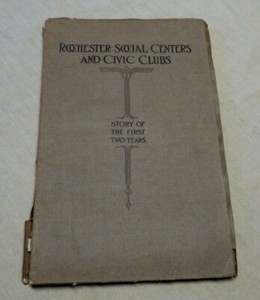 ROCHESTER SOCIAL CENTERS
AND CIVIC CLUBS
STORY OF
THE FIRST
TWO YEARS